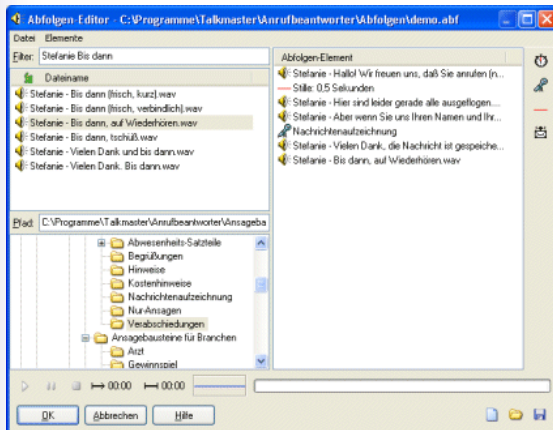 Abfolgen-Editor - C:\Programme\Talkmaster\Anrufbeantworter\Abfolgen\demo.abf
Datei Elemente
Filter: Stefanie Bis dann
Dateiname
Stefanie - Bis dann (frisch, kurz).wav
Stefanie - Bis dann (frisch, verbindlich).wav
Stefanie - Bis dann, auf Wiederhören.wav
Stefanie - Bis dann, tschüß.wav
Stefanie - Vielen Dank und bis dann.wav
Stefanie - Vielen Dank. Bis dann.wav
Pfad: C:\Programme\Talkmaster\Anrufbeantworter\Ansageba
Abwesenheits-Satzteile
Begrüßungen
Hinweise
Kostenhinweise
Nachrichtenaufzeichnung
Nur-Ansagen
Verabschiedungen
Ansagebausteine für Branchen
Arzt
Gewinnspiel
Abfolgen-Element
Stefanie - Hallo! Wir freuen uns, daß Sie anrufen (n...
Stille: 0,5 Sekunden
Stefanie - Hier sind leider gerade alle ausgeflogen....
Stefanie - Aber wenn Sie uns Ihren Namen und Ihr...
Nachrichtenaufzeichnung
Stefanie - Vielen Dank, die Nachricht ist gespeiche...
Stefanie - Bis dann, auf Wiederhören.wav
00:00 00:00
OK Abbrechen Hilfe